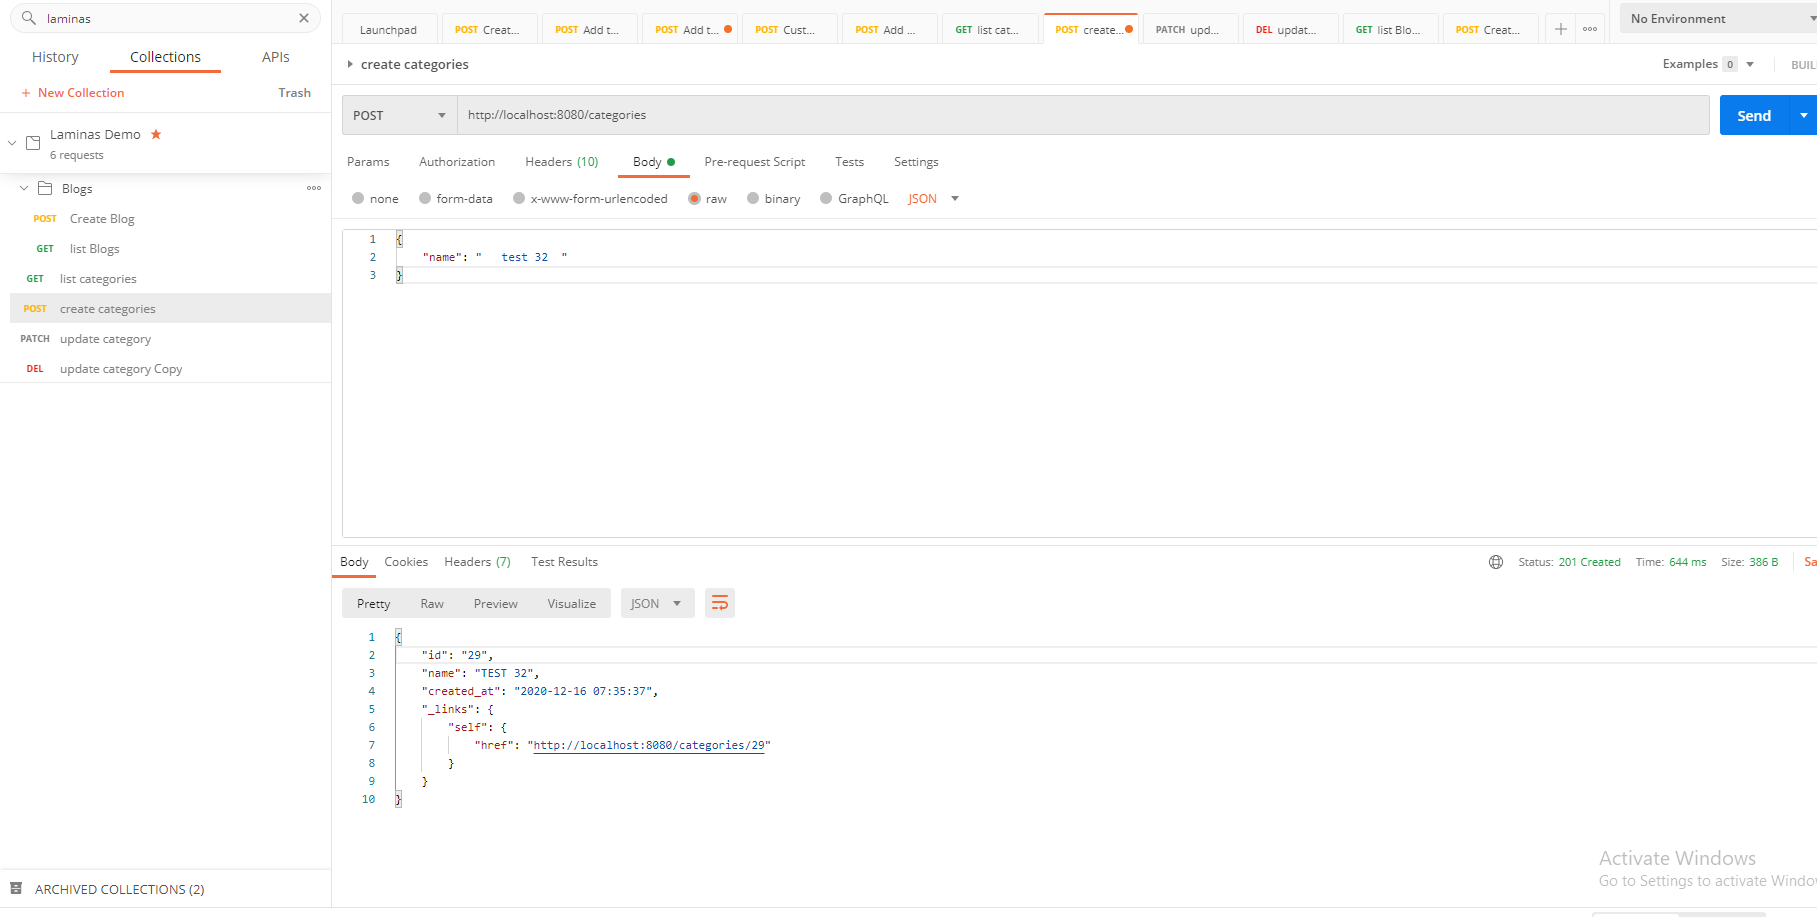 laminas
History Collections APIs
+ New Collection Trash
Laminas Demo
6 requests
Blogs
POST Create Blog
GET list Blogs
GET list categories
POST create categories
PATCH update category
DEL update category Copy
ARCHIVED COLLECTIONS (2)
Launchpad POST Creat... POST Add t... POST Add t... POST Cust... POST Add ... GET list cat... POST create... PATCH upd... DEL updat... GET list Blo... POST Creat...
No Environment
create categories
Examples 0 BUIL
POST http://localhost:8080/categories Send
Params Authorization Headers (10) Body Pre-request Script Tests Settings
none form-data x-www-form-urlencoded raw binary GraphQL JSON
1 {
2 "name": "   test 32  "
3 }
Body Cookies Headers (7) Test Results
Status: 201 Created Time: 644 ms Size: 386 B Sa
Pretty Raw Preview Visualize JSON
1 {
2 "id": "29",
3 "name": "TEST 32",
4 "created_at": "2020-12-16 07:35:37",
5 "_links": {
6 "self": {
7 "href": "http://localhost:8080/categories/29"
8 }
9 }
10 }
Activate Windows
Go to Settings to activate Windo